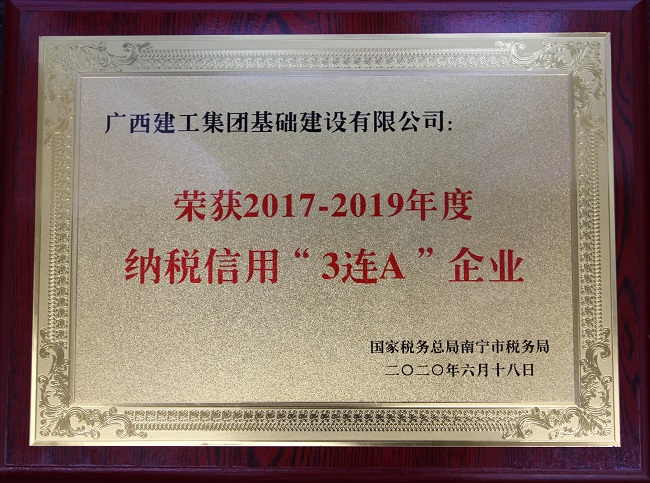 广西建工集团基础建设有限公司：
荣获2017-2019年度
纳税信用“3连A”企业
国家税务总局南宁市税务局
二〇二〇年六月十八日